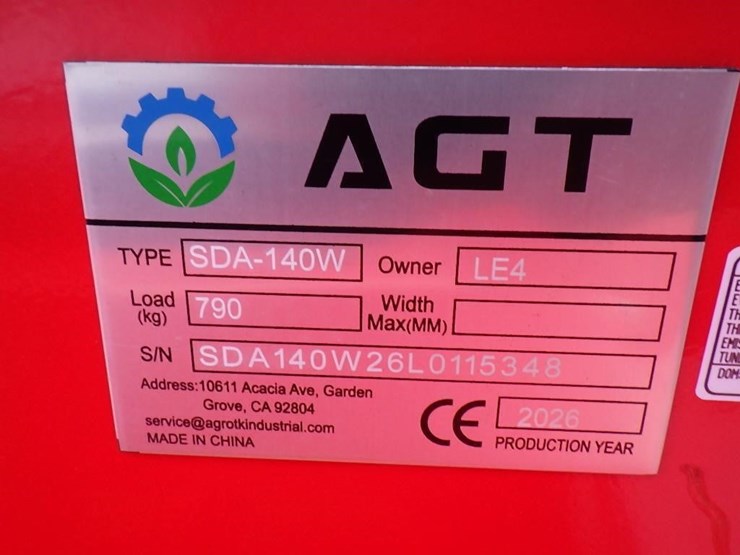 AGT
TYPE SDA-140W Owner LE4
Load (kg) 790 Width Max(MM)
S/N SDA140W26L0115348
Address:10611 Acacia Ave, Garden
Grove, CA 92804
service@agrotkindustrial.com
MADE IN CHINA
CE 2026
PRODUCTION YEAR